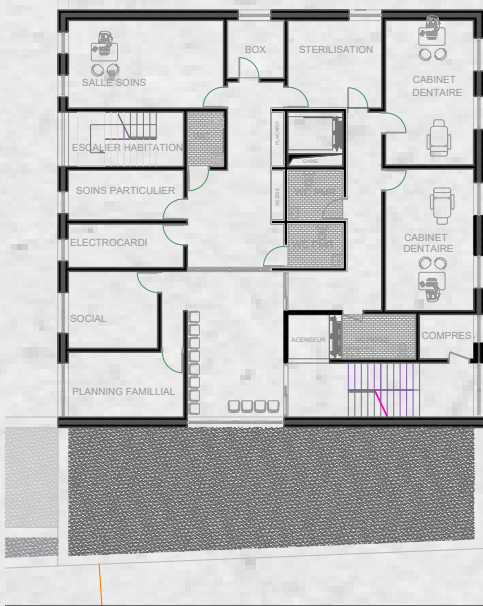 BOX
STERILISATION
SALLE SOINS
CABINET
DENTAIRE
PLACARD
ESCALIER HABITATION
GAINE
SOINS PARTICULIER
ELECTROCARDI
CABINET
DENTAIRE
SOCIAL
ACENSEUR
COMPRES
PLANNING FAMILLIAL